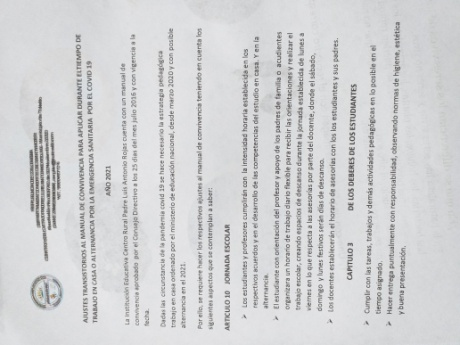 AJUSTES TRANSITORIOS AL MANUAL DE CONVIVENCIA PARA APLICAR DURANTE ELTIEMPO DE
TRABAJO EN CASA O ALTERNANCIA POR LA EMERGENCIA SANITARIA POR EL COVID 19
AÑO 2021
La Institución Educativa Centro Rural Padre Luis Antonio Rojas cuenta con un manual de
convivencia aprobado por el Consejo Directivo a los 25 días del mes julio 2016 y con vigencia a la
fecha.
Dadas las circunstancia de la pandemia covid 19 se hace necesario la estrategia pedagógica
trabajo en casa ordenado por el ministerio de educación nacional, desde marzo 2020 y con posible
alternancia en el 2021.
Por ello, se requiere hacer los respectivos ajustes al manual de convivencia teniendo en cuenta los
siguientes aspectos que se contemplan a saber:
ARTICULO 10 JORNADA ESCOLAR
➢ Los estudiantes y profesores cumplirán con la intensidad horaria establecida en los
respectivos acuerdos y en el desarrollo de las competencias del estudio en casa. Y en la
alternancia.
➢ El estudiante con orientación del profesor y apoyo de los padres de familia o acudientes
organizara un horario de trabajo diario flexible para recibir las orientaciones y realizar el
trabajo escolar, creando espacios de descanso durante la jornada establecida de lunes a
viernes en lo que respecta a las asesorías por parte del docente, donde el sábado,
domingo y lunes festivos serán días de descanso.
➢ Los docentes establecerán el horario de asesorías con los estudiantes y sus padres.
CAPITULO 3 DE LOS DEBERES DE LOS ESTUDIANTES
➢ Cumplir con las tareas, trabajos y demás actividades pedagógicas en lo posible en el
tiempo asignado.
➢ Hacer entrega puntualmente con responsabilidad, observando normal de higiene, estética
y buena presentación.